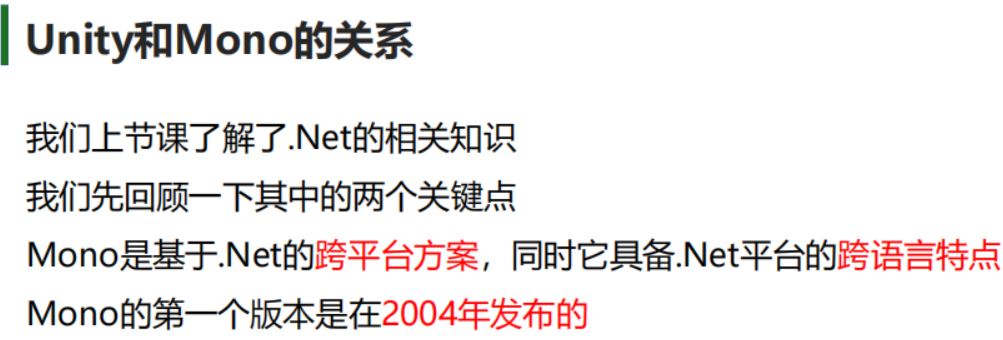 Unity和Mono的关系
我们上节课了解了.Net的相关知识
我们先回顾一下其中的两个关键点
Mono是基于.Net的跨平台方案，同时它具备.Net平台的跨语言特点
Mono的第一个版本是在2004年发布的